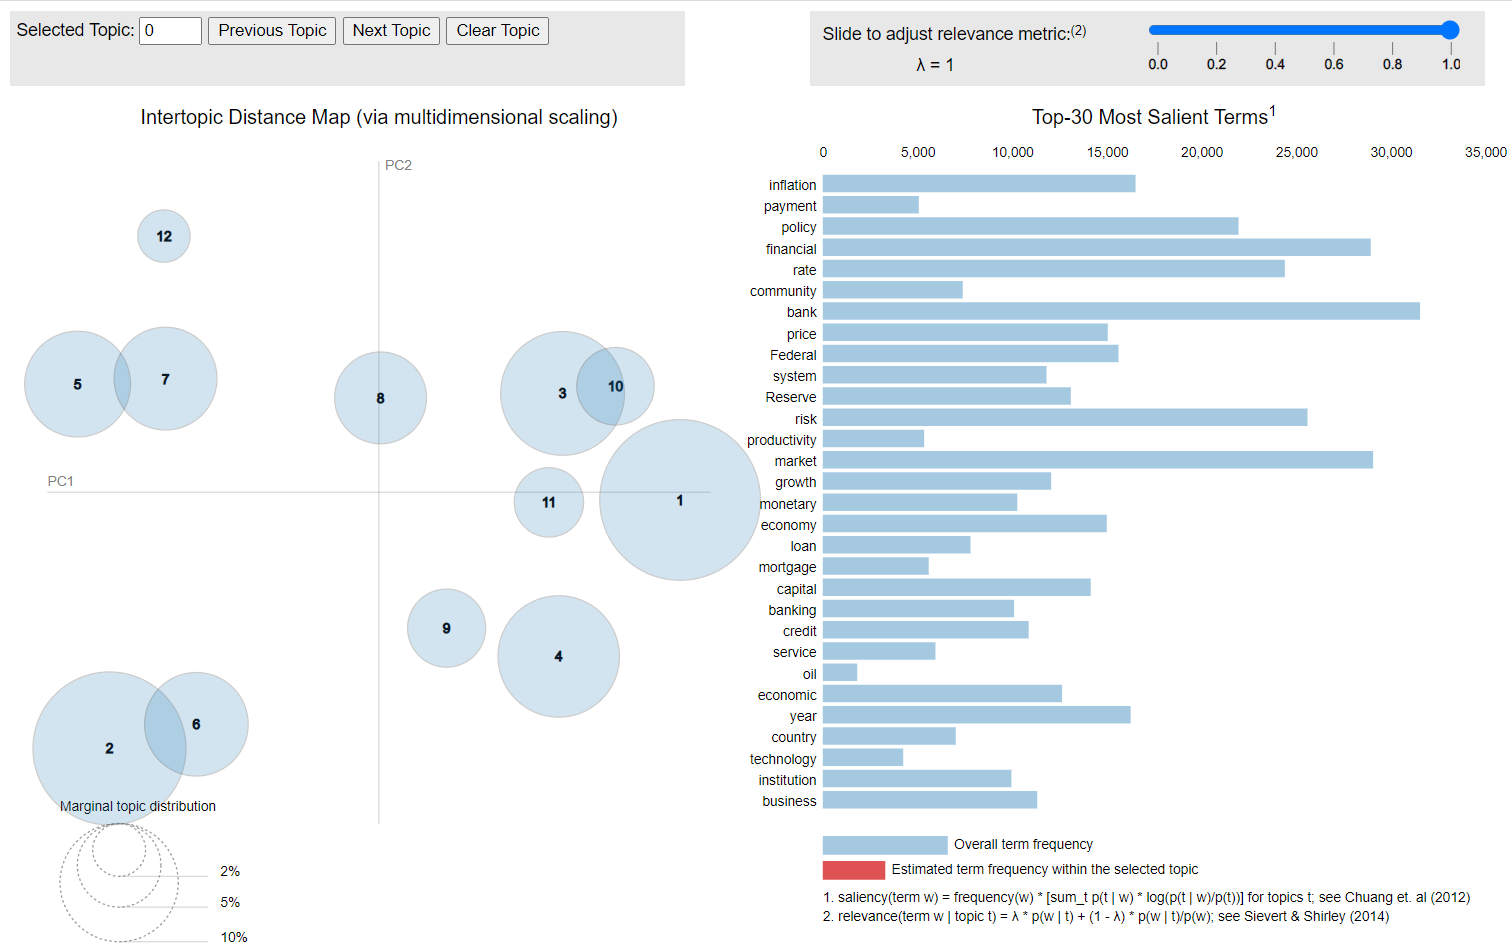 Selected Topic: 0 Previous Topic Next Topic Clear Topic
Slide to adjust relevance metric:(2)
λ = 1
0.0 0.2 0.4 0.6 0.8 1.0
Intertopic Distance Map (via multidimensional scaling)
PC2
PC1
12
5
7
8
3
10
11
1
9
4
2
6
Marginal topic distribution
2%
5%
10%
Top-30 Most Salient Terms1
0 5,000 10,000 15,000 20,000 25,000 30,000 35,000
inflation
payment
policy
financial
rate
community
bank
price
Federal
system
Reserve
risk
productivity
market
growth
monetary
economy
loan
mortgage
capital
banking
credit
service
oil
economic
year
country
technology
institution
business
Overall term frequency
Estimated term frequency within the selected topic
1. saliency(term w) = frequency(w) * [sum_t p(t | w) * log(p(t | w)/p(t))] for topics t; see Chuang et. al (2012)
2. relevance(term w | topic t) = λ * p(w | t) + (1 - λ) * p(w | t)/p(w); see Sievert & Shirley (2014)